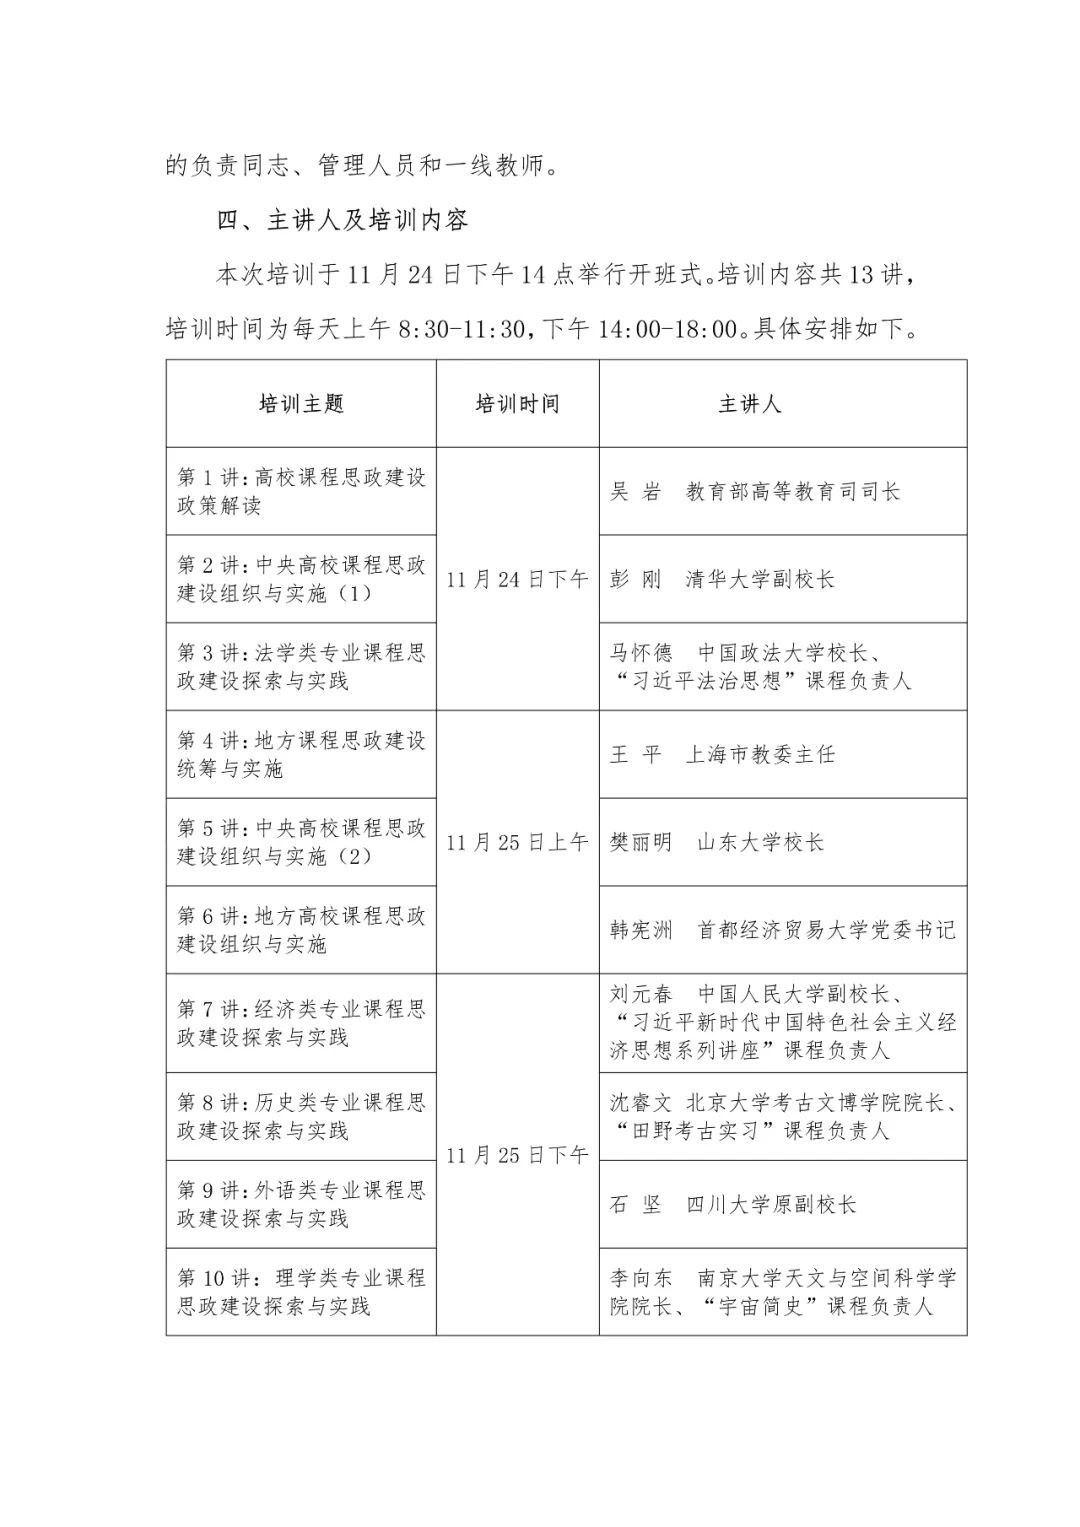 的负责同志、管理人员和一线教师。
四、主讲人及培训内容
本次培训于11月24日下午14点举行开班式。培训内容共13讲，
培训时间为每天上午8:30-11:30，下午14:00-18:00。具体安排如下。
培训主题
培训时间
主讲人
第1讲：高校课程思政建设
政策解读
11月24日下午
吴 岩 教育部高等教育司司长
第2讲：中央高校课程思政
建设组织与实施（1）
彭 刚 清华大学副校长
第3讲：法学类专业课程思
政建设探索与实践
马怀德 中国政法大学校长、
“习近平法治思想”课程负责人
第4讲：地方课程思政建设
统筹与实施
11月25日上午
王 平 上海市教委主任
第5讲：中央高校课程思政
建设组织与实施（2）
樊丽明 山东大学校长
第6讲：地方高校课程思政
建设组织与实施
韩宪洲 首都经济贸易大学党委书记
第7讲：经济类专业课程思
政建设探索与实践
11月25日下午
刘元春 中国人民大学副校长、
“习近平新时代中国特色社会主义经
济思想系列讲座”课程负责人
第8讲：历史类专业课程思
政建设探索与实践
沈睿文 北京大学考古文博学院院长、
“田野考古实习”课程负责人
第9讲：外语类专业课程思
政建设探索与实践
石 坚 四川大学原副校长
第10讲：理学类专业课程
思政建设探索与实践
李向东 南京大学天文与空间科学学
院院长、“宇宙简史”课程负责人